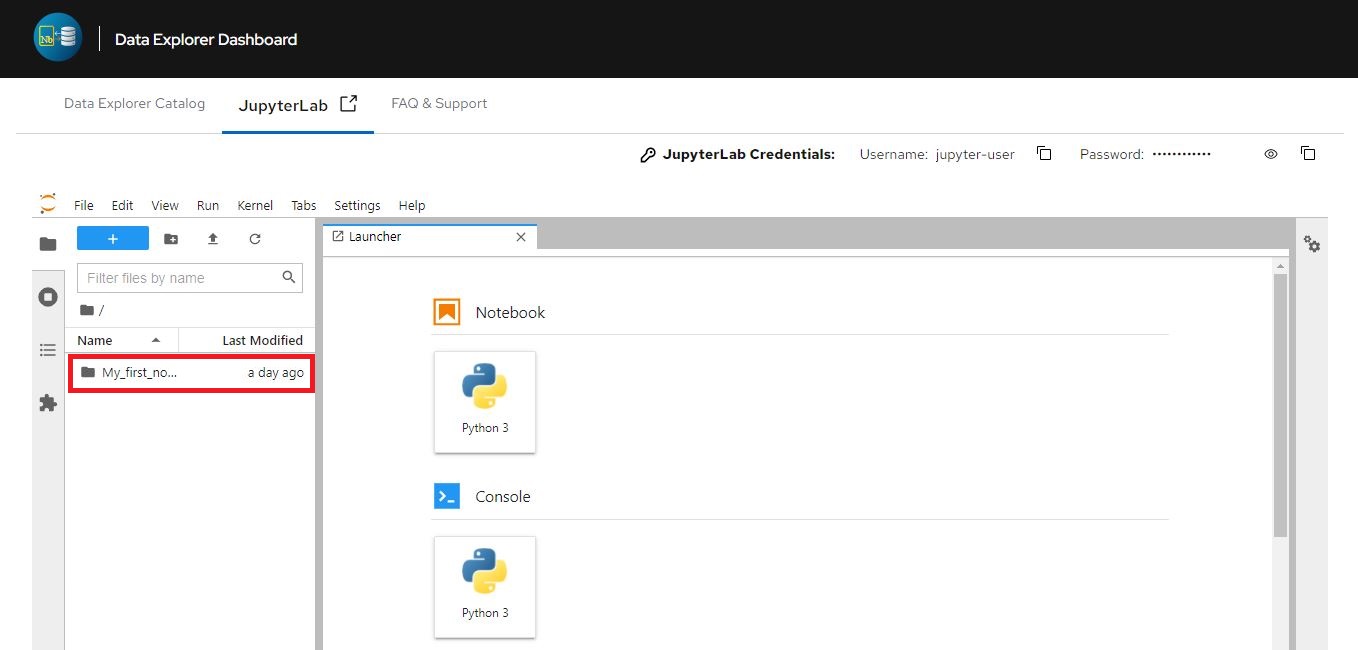 Nb
Data Explorer Dashboard
Data Explorer Catalog
JupyterLab
FAQ & Support
JupyterLab Credentials:
Username: jupyter-user
Password: ••••••••••••
File Edit View Run Kernel Tabs Settings Help
+
Launcher
Filter files by name
/
Name Last Modified
My_first_no... a day ago
Notebook
Python 3
Console
Python 3